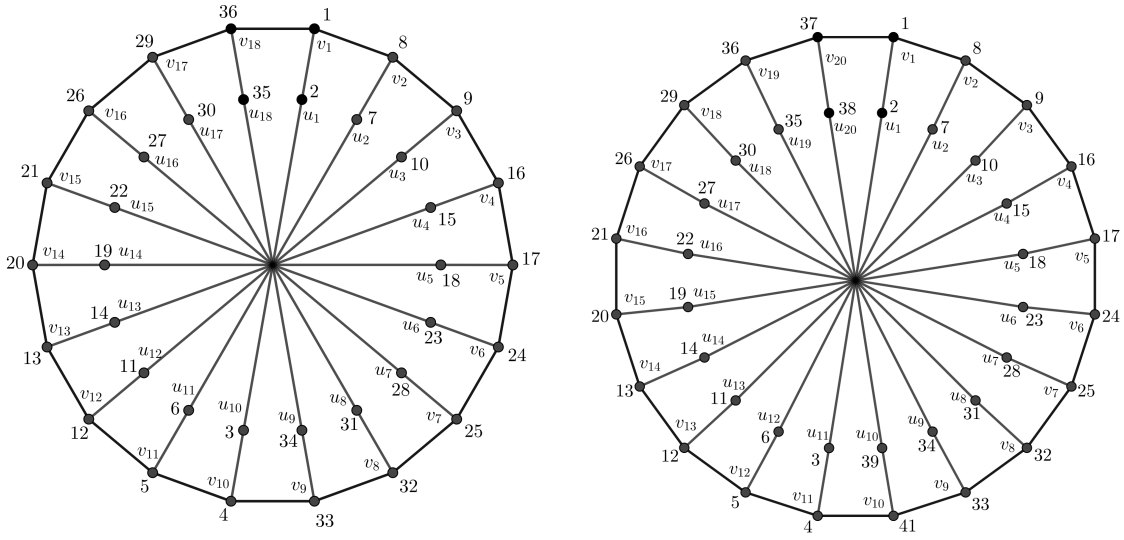 36 1
29 v18 v1 8
v17 v2
26 35 2 9
30 u18 u1 7
v16 u17 u2 v3
27 10
21 u16 u3 16
v15 22 v4
u15 u4 15
20 v14 19 u14 u5 18 v5 17
14 u13 u6
v13 23 v6
13 u12 24
11 u7
v12 u11 28 v7
12 6 u10 u9 u8 25
3 34 31
v11 v8
5 v10 v9 32
4 33
37 1
36 v20 v1 8
v19 v2
29 38 2 9
35 u20 u1 7
v18 u19 u2 v3
30 10
26 u18 u3 16
v17 27 v4
u17 u4 15
21 v16 22 u16 17
u5 18 v5
20 v15 19 u15 u6 24
23 v6
14 u14 u7
13 v14 u13 28 v7 25
11 u8
v13 u12 31
12 6 u11 u10 u9 v8 32
3 39 34
v12 v9
5 v11 v10 33
4 41